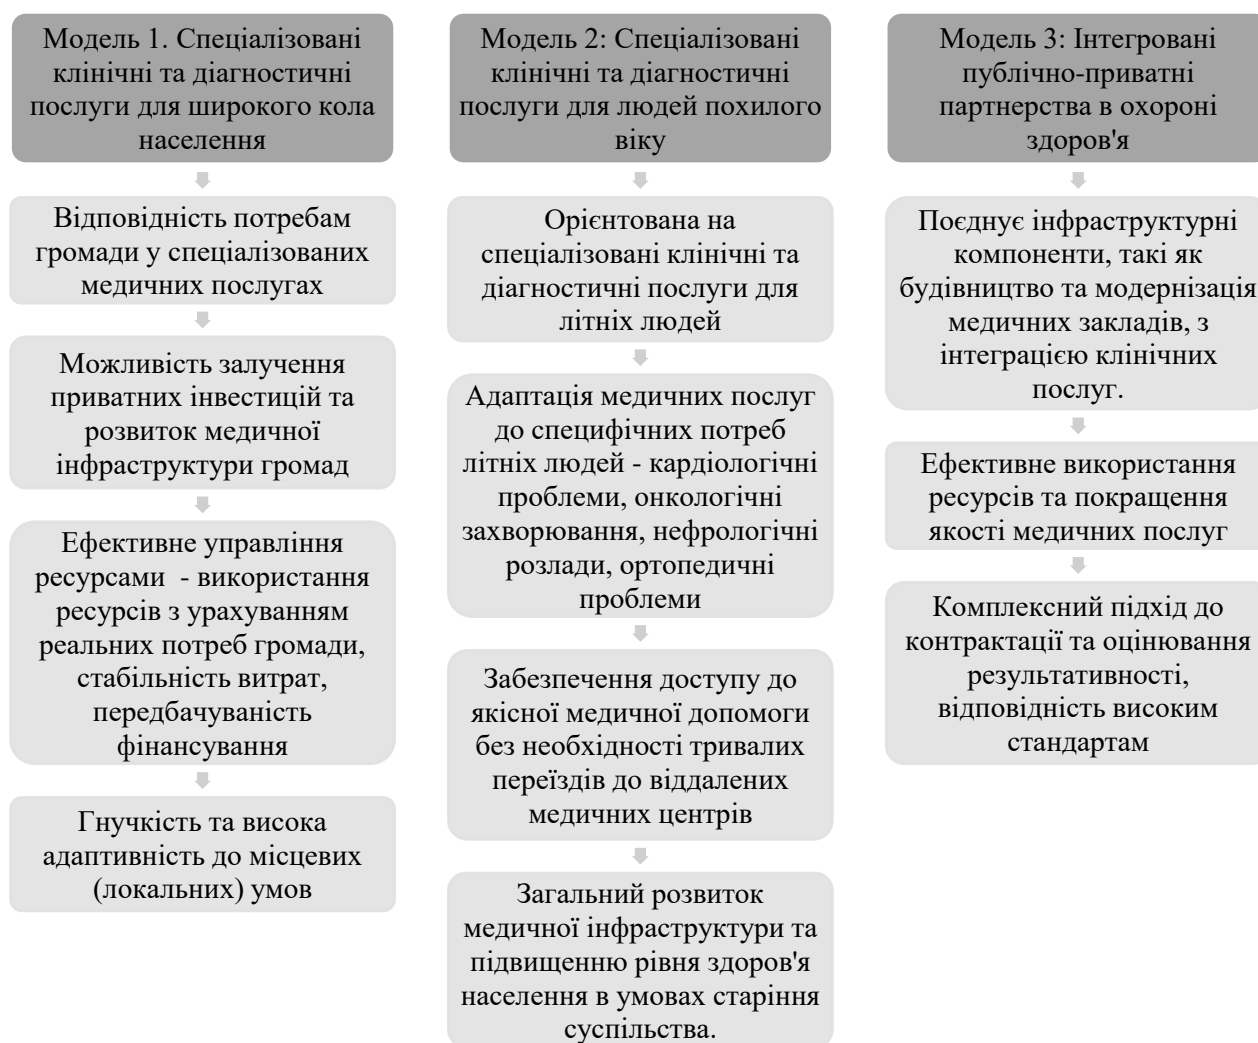 Модель 1. Спеціалізовані
клінічні та діагностичні
послуги для широкого кола
населення
Відповідність потребам
громади у спеціалізованих
медичних послугах
Можливість залучення
приватних інвестицій та
розвиток медичної
інфраструктури громад
Ефективне управління
ресурсами - використання
ресурсів з урахуванням
реальних потреб громади,
стабільність витрат,
передбачуваність
фінансування
Гнучкість та висока
адаптивність до місцевих
(локальних) умов
Модель 2: Спеціалізовані
клінічні та діагностичні
послуги для людей похилого
віку
Орієнтована на
спеціалізовані клінічні та
діагностичні послуги для
літніх людей
Адаптація медичних послуг
до специфічних потреб
літніх людей - кардіологічні
проблеми, онкологічні
захворювання, нефрологічні
розлади, ортопедичні
проблеми
Забезпечення доступу до
якісної медичної допомоги
без необхідності тривалих
переїздів до віддалених
медичних центрів
Загальний розвиток
медичної інфраструктури та
підвищенню рівня здоров'я
населення в умовах старіння
суспільства.
Модель 3: Інтегровані
публічно-приватні
партнерства в охороні
здоров'я
Поєднує інфраструктурні
компоненти, такі як
будівництво та модернізація
медичних закладів, з
інтеграцією клінічних
послуг.
Ефективне використання
ресурсів та покращення
якості медичних послуг
Комплексний підхід до
контрактації та оцінювання
результативності,
відповідність високим
стандартам